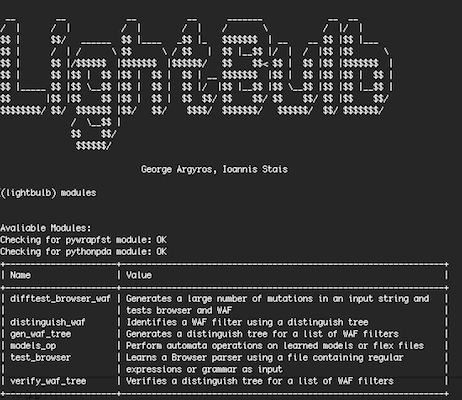 LightBulb
George Argyros, Ioannis Stais
(lightbulb) modules
Avaliable Modules:
Checking for pywrapfst module: OK
Checking for pythonpda module: OK
| Name | Value |
| difftest_browser_waf | Generates a large number of mutations in an input string and
tests browser and WAF |
| distinguish_waf | Identifies a WAF filter using a distinguish tree |
| gen_waf_tree | Generates a distinguish tree for a list of WAF filters |
| models_op | Perform automata operations on learned models or flex files |
| test_browser | Learns a Browser parser using a file containing regular
expressions or grammar as input |
| verify_waf_tree | Verifies a distinguish tree for a list of WAF filters |